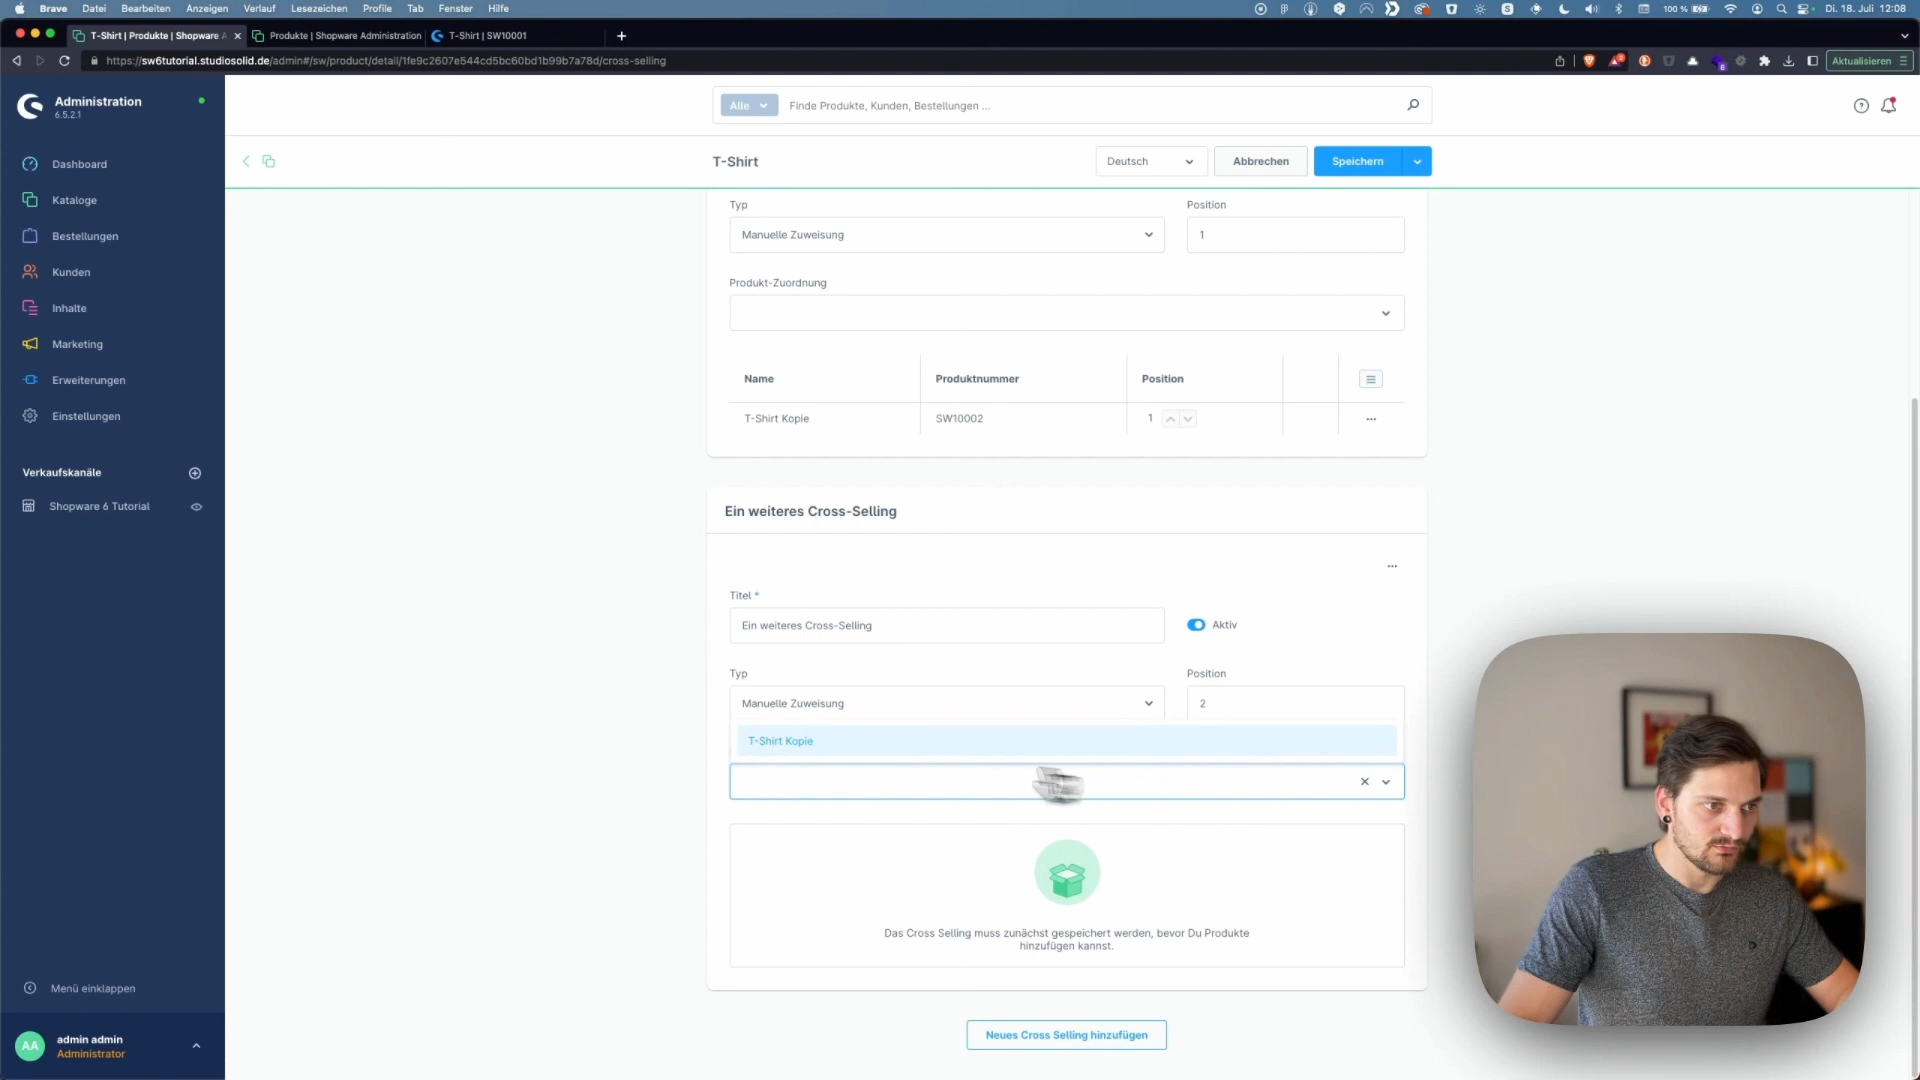 Brave Datei Bearbeiten Anzeigen Verlauf Lesezeichen Profile Tab Fenster Hilfe
100 % Di. 18. Juli 12:08
T-Shirt | Produkte | Shopware A
Produkte | Shopware Administration
T-Shirt | SW10001
https://sw6tutorial.studiosolid.de/admin#/sw/product/detail/1fe9c2607e544cd5bc60bd1b99b7a78d/cross-selling
Aktualisieren
Administration
6.5.2.1
Alle
Finde Produkte, Kunden, Bestellungen ...
T-Shirt
Deutsch
Abbrechen
Speichern
Dashboard
Kataloge
Bestellungen
Kunden
Inhalte
Marketing
Erweiterungen
Einstellungen
Verkaufskanäle
Shopware 6 Tutorial
Menü einklappen
AA
admin admin
Administrator
Typ
Position
Manuelle Zuweisung
1
Produkt-Zuordnung
Name Produktnummer Position
T-Shirt Kopie SW10002 1
Ein weiteres Cross-Selling
Titel *
Ein weiteres Cross-Selling
Aktiv
Typ
Position
Manuelle Zuweisung
2
T-Shirt Kopie
Das Cross Selling muss zunächst gespeichert werden, bevor Du Produkte
hinzufügen kannst.
Neues Cross Selling hinzufügen